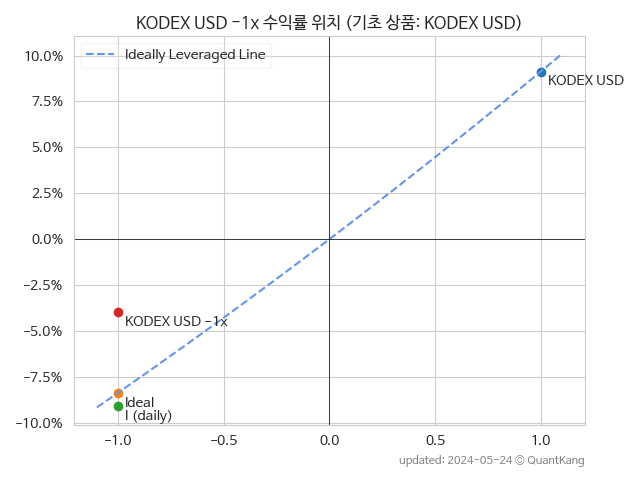 KODEX USD −1x 수익률 위치 (기초 상품: KODEX USD)
Ideally Leveraged Line
10.0%
7.5%
5.0%
2.5%
0.0%
−2.5%
−5.0%
−7.5%
−10.0%
KODEX USD
KODEX USD −1x
Ideal
I (daily)
−1.0
−0.5
0.0
0.5
1.0
updated: 2024-05-24 © QuantKang